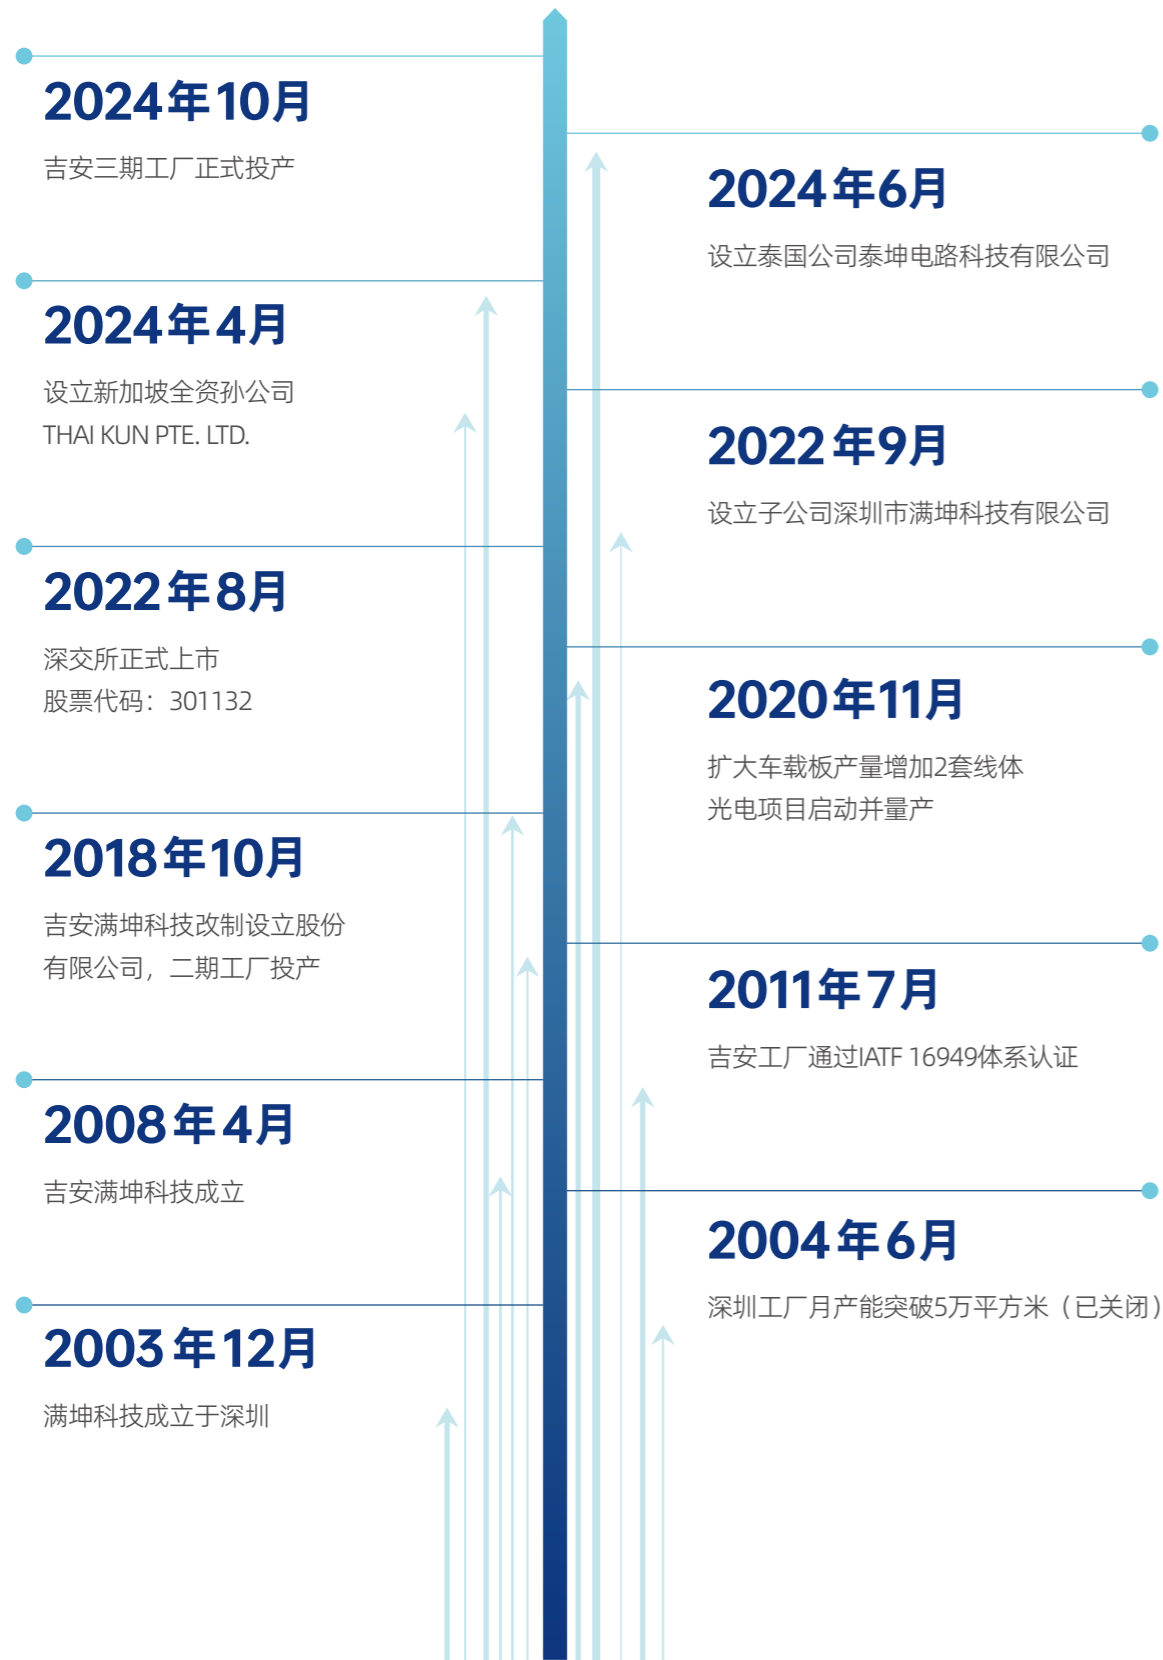 2024年10月
吉安三期工厂正式投产
2024年6月
设立泰国公司泰坤电路科技有限公司
2024年4月
设立新加坡全资孙公司
THAI KUN PTE. LTD.
2022年9月
设立子公司深圳市满坤科技有限公司
2022年8月
深交所正式上市
股票代码：301132
2020年11月
扩大车载板产量增加2套线体
光电项目启动并量产
2018年10月
吉安满坤科技改制设立股份
有限公司，二期工厂投产
2011年7月
吉安工厂通过IATF 16949体系认证
2008年4月
吉安满坤科技成立
2004年6月
深圳工厂月产能突破5万平方米（已关闭）
2003年12月
满坤科技成立于深圳